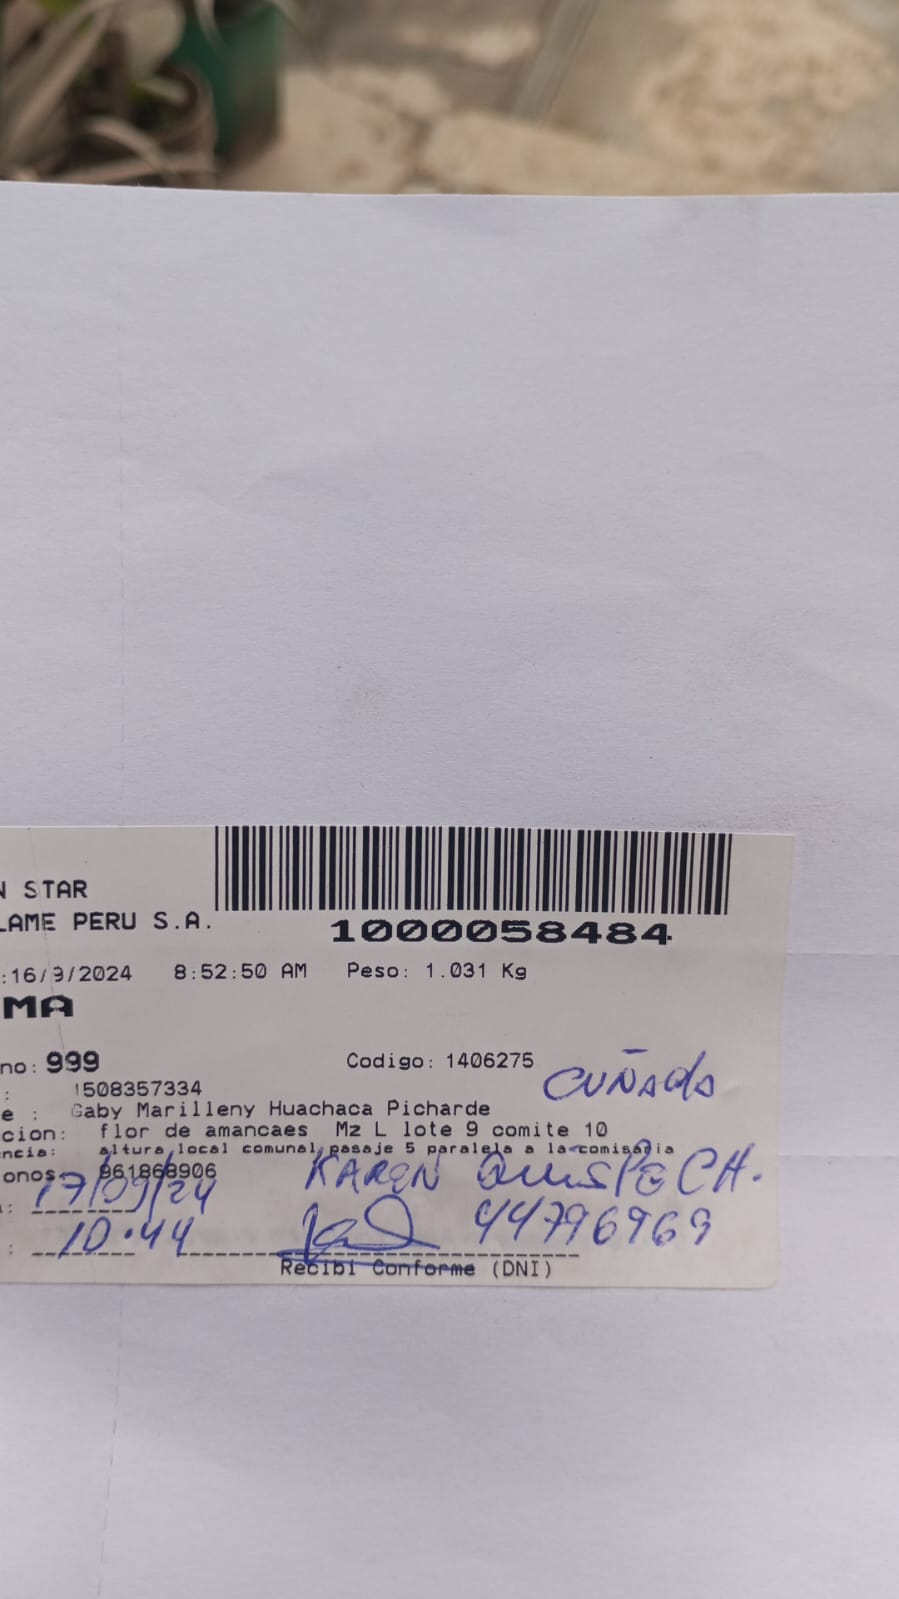 N STAR
LAME PERU S.A.
1000058484
:16/9/2024 8:52:50 AM Peso: 1.031 Kg
MA
no: 999 Codigo: 1406275
CUÑADA
: 1508357334
e : Gaby Marilleny Huachaca Picharde
cion: flor de amancaes Mz L lote 9 comite 10
ncia: altura local comunal pasaje 5 paralela a la comisaria
onos 961868906
KAREN QUISPE CH.
: 17/09/24
44796969
: 10:44
Recibi Conforme (DNI)